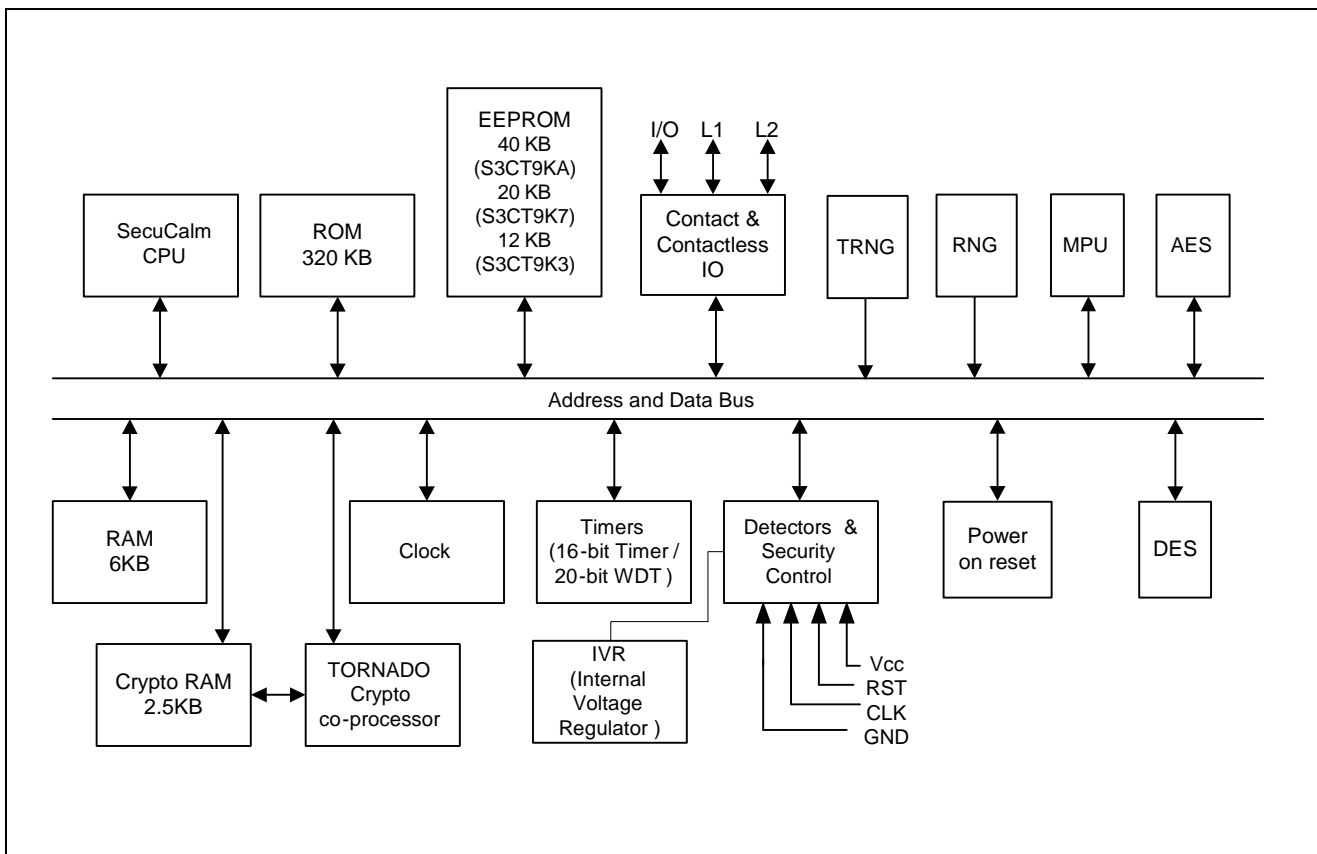 EEPROM
40 KB
(S3CT9KA)
20 KB
(S3CT9K7)
12 KB
(S3CT9K3)
I/O L1 L2
SecuCalm
CPU
ROM
320 KB
Contact &
Contactless
IO
TRNG
RNG
MPU
AES
Address and Data Bus
RAM
6KB
Clock
Timers
(16-bit Timer /
20-bit WDT )
Detectors &
Security
Control
Power
on reset
DES
Crypto RAM
2.5KB
TORNADO
Crypto
co-processor
IVR
(Internal
Voltage
Regulator )
Vcc
RST
CLK
GND